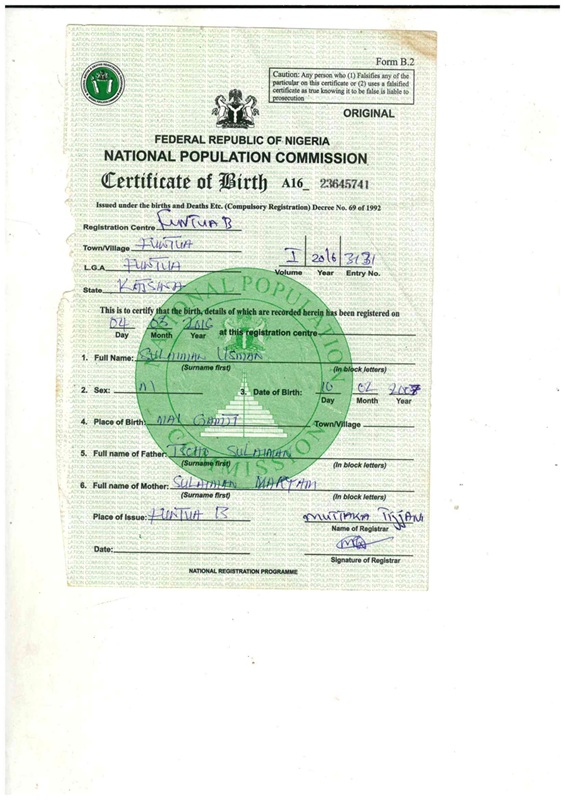 Form B.2
Caution: Any person who (1) Falsifies any of the
particular on this certificate or (2) uses a falsified
certificate as true knowing it to be false is liable to
prosecution
ORIGINAL
FEDERAL REPUBLIC OF NIGERIA
NATIONAL POPULATION COMMISSION
Certificate of Birth A16_ 23645741
Issued under the births and Deaths Etc. (Compulsory Registration) Decree No. 69 of 1992
Registration Centre FUNTUA B
Town/Village FUNTUA
L.G.A FUNTUA
I 2016 3131
Volume Year Entry No.
State KATSINA
This is to certify that the birth, details of which are recorded herein has been registered on
04 03 2016 at this registration centre
Day Month Year
1. Full Name: SULAIMAN USMAN
(Surname first) (In block letters)
2. Sex: M 3. Date of Birth: 10 02 2007
Day Month Year
4. Place of Birth: MAI Town/Village
5. Full name of Father: SULAIMAN
(Surname first) (In block letters)
6. Full name of Mother: SULAIMAN MARYAM
(Surname first) (In block letters)
Place of Issue: FUNTUA B MUTTAKA TIJJANI
Name of Registrar
Date:
Signature of Registrar
NATIONAL REGISTRATION PROGRAMME
NATIONAL POPULATION COMMISSION